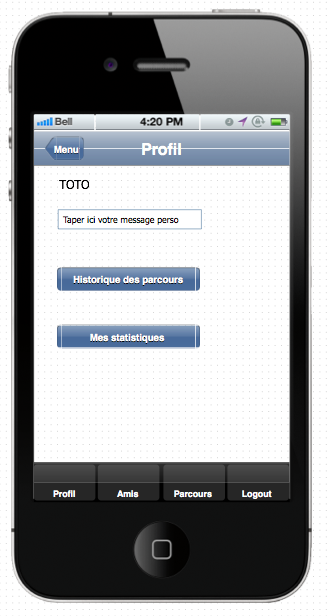 Bell 4:20 PM
Menu Profil
TOTO
Taper ici votre message perso
Historique des parcours
Mes statistiques
Profil Amis Parcours Logout